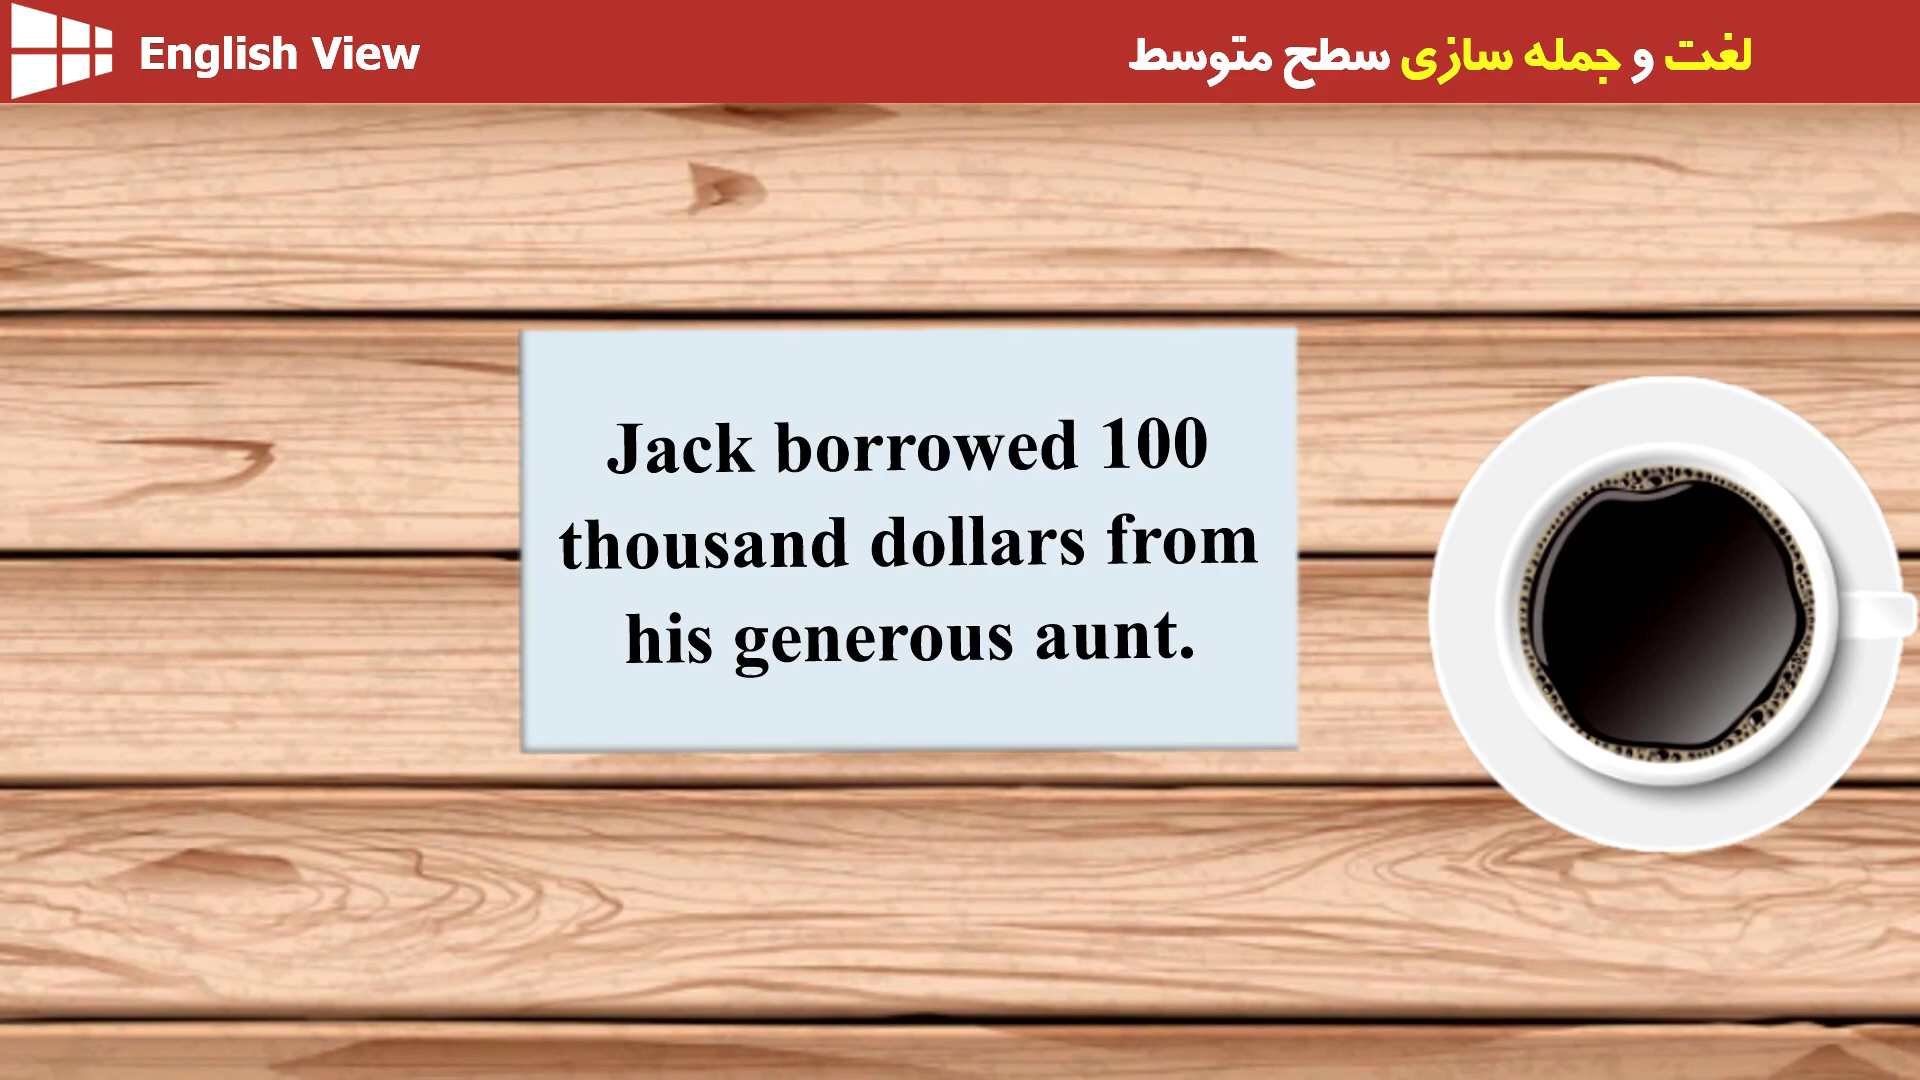 English View
لغت و جمله سازی سطح متوسط
Jack borrowed 100
thousand dollars from
his generous aunt.